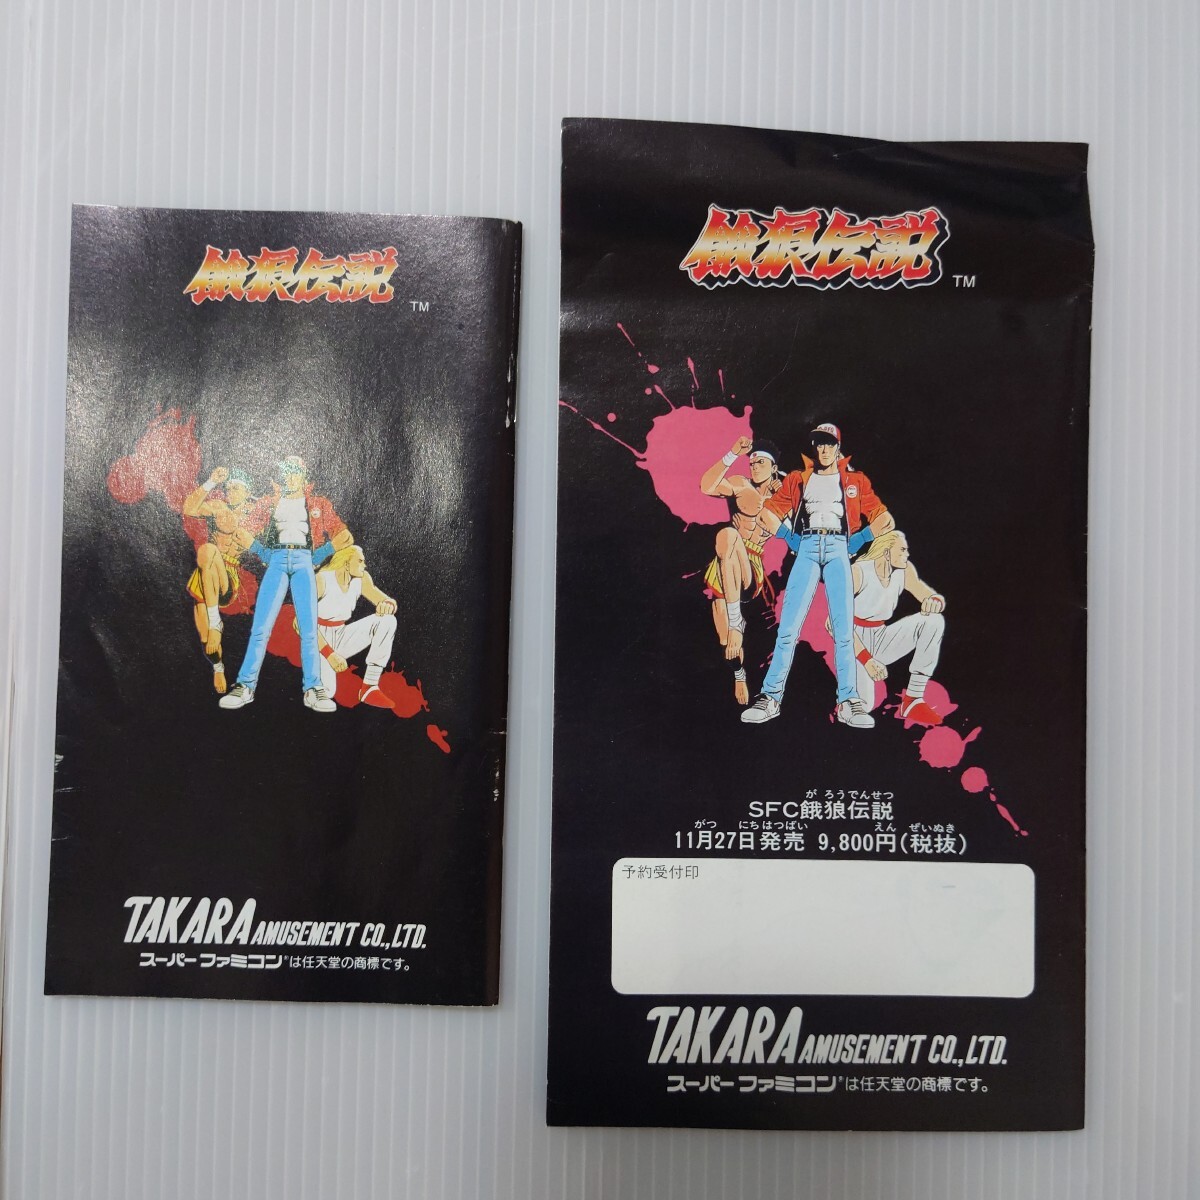 餓狼伝説
TM
TAKARA AMUSEMENT CO.,LTD.
スーパーファミコン®は任天堂の商標です。
餓狼伝説
TM
がろうでんせつ
SFC餓狼伝説
がつ にちはつばい えん ぜいぬき
11月27日発売 9,800円(税抜)
予約受付印
TAKARA AMUSEMENT CO.,LTD.
スーパーファミコン®は任天堂の商標です。